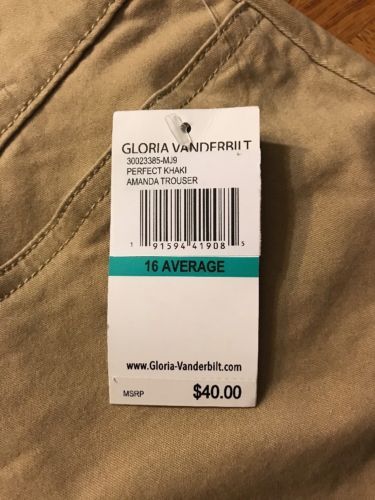 GLORIA VANDERBILT
30023385-MJ9
PERFECT KHAKI
AMANDA TROUSER
1 91594 41908 5
16 AVERAGE
www.Gloria-Vanderbilt.com
MSRP $40.00